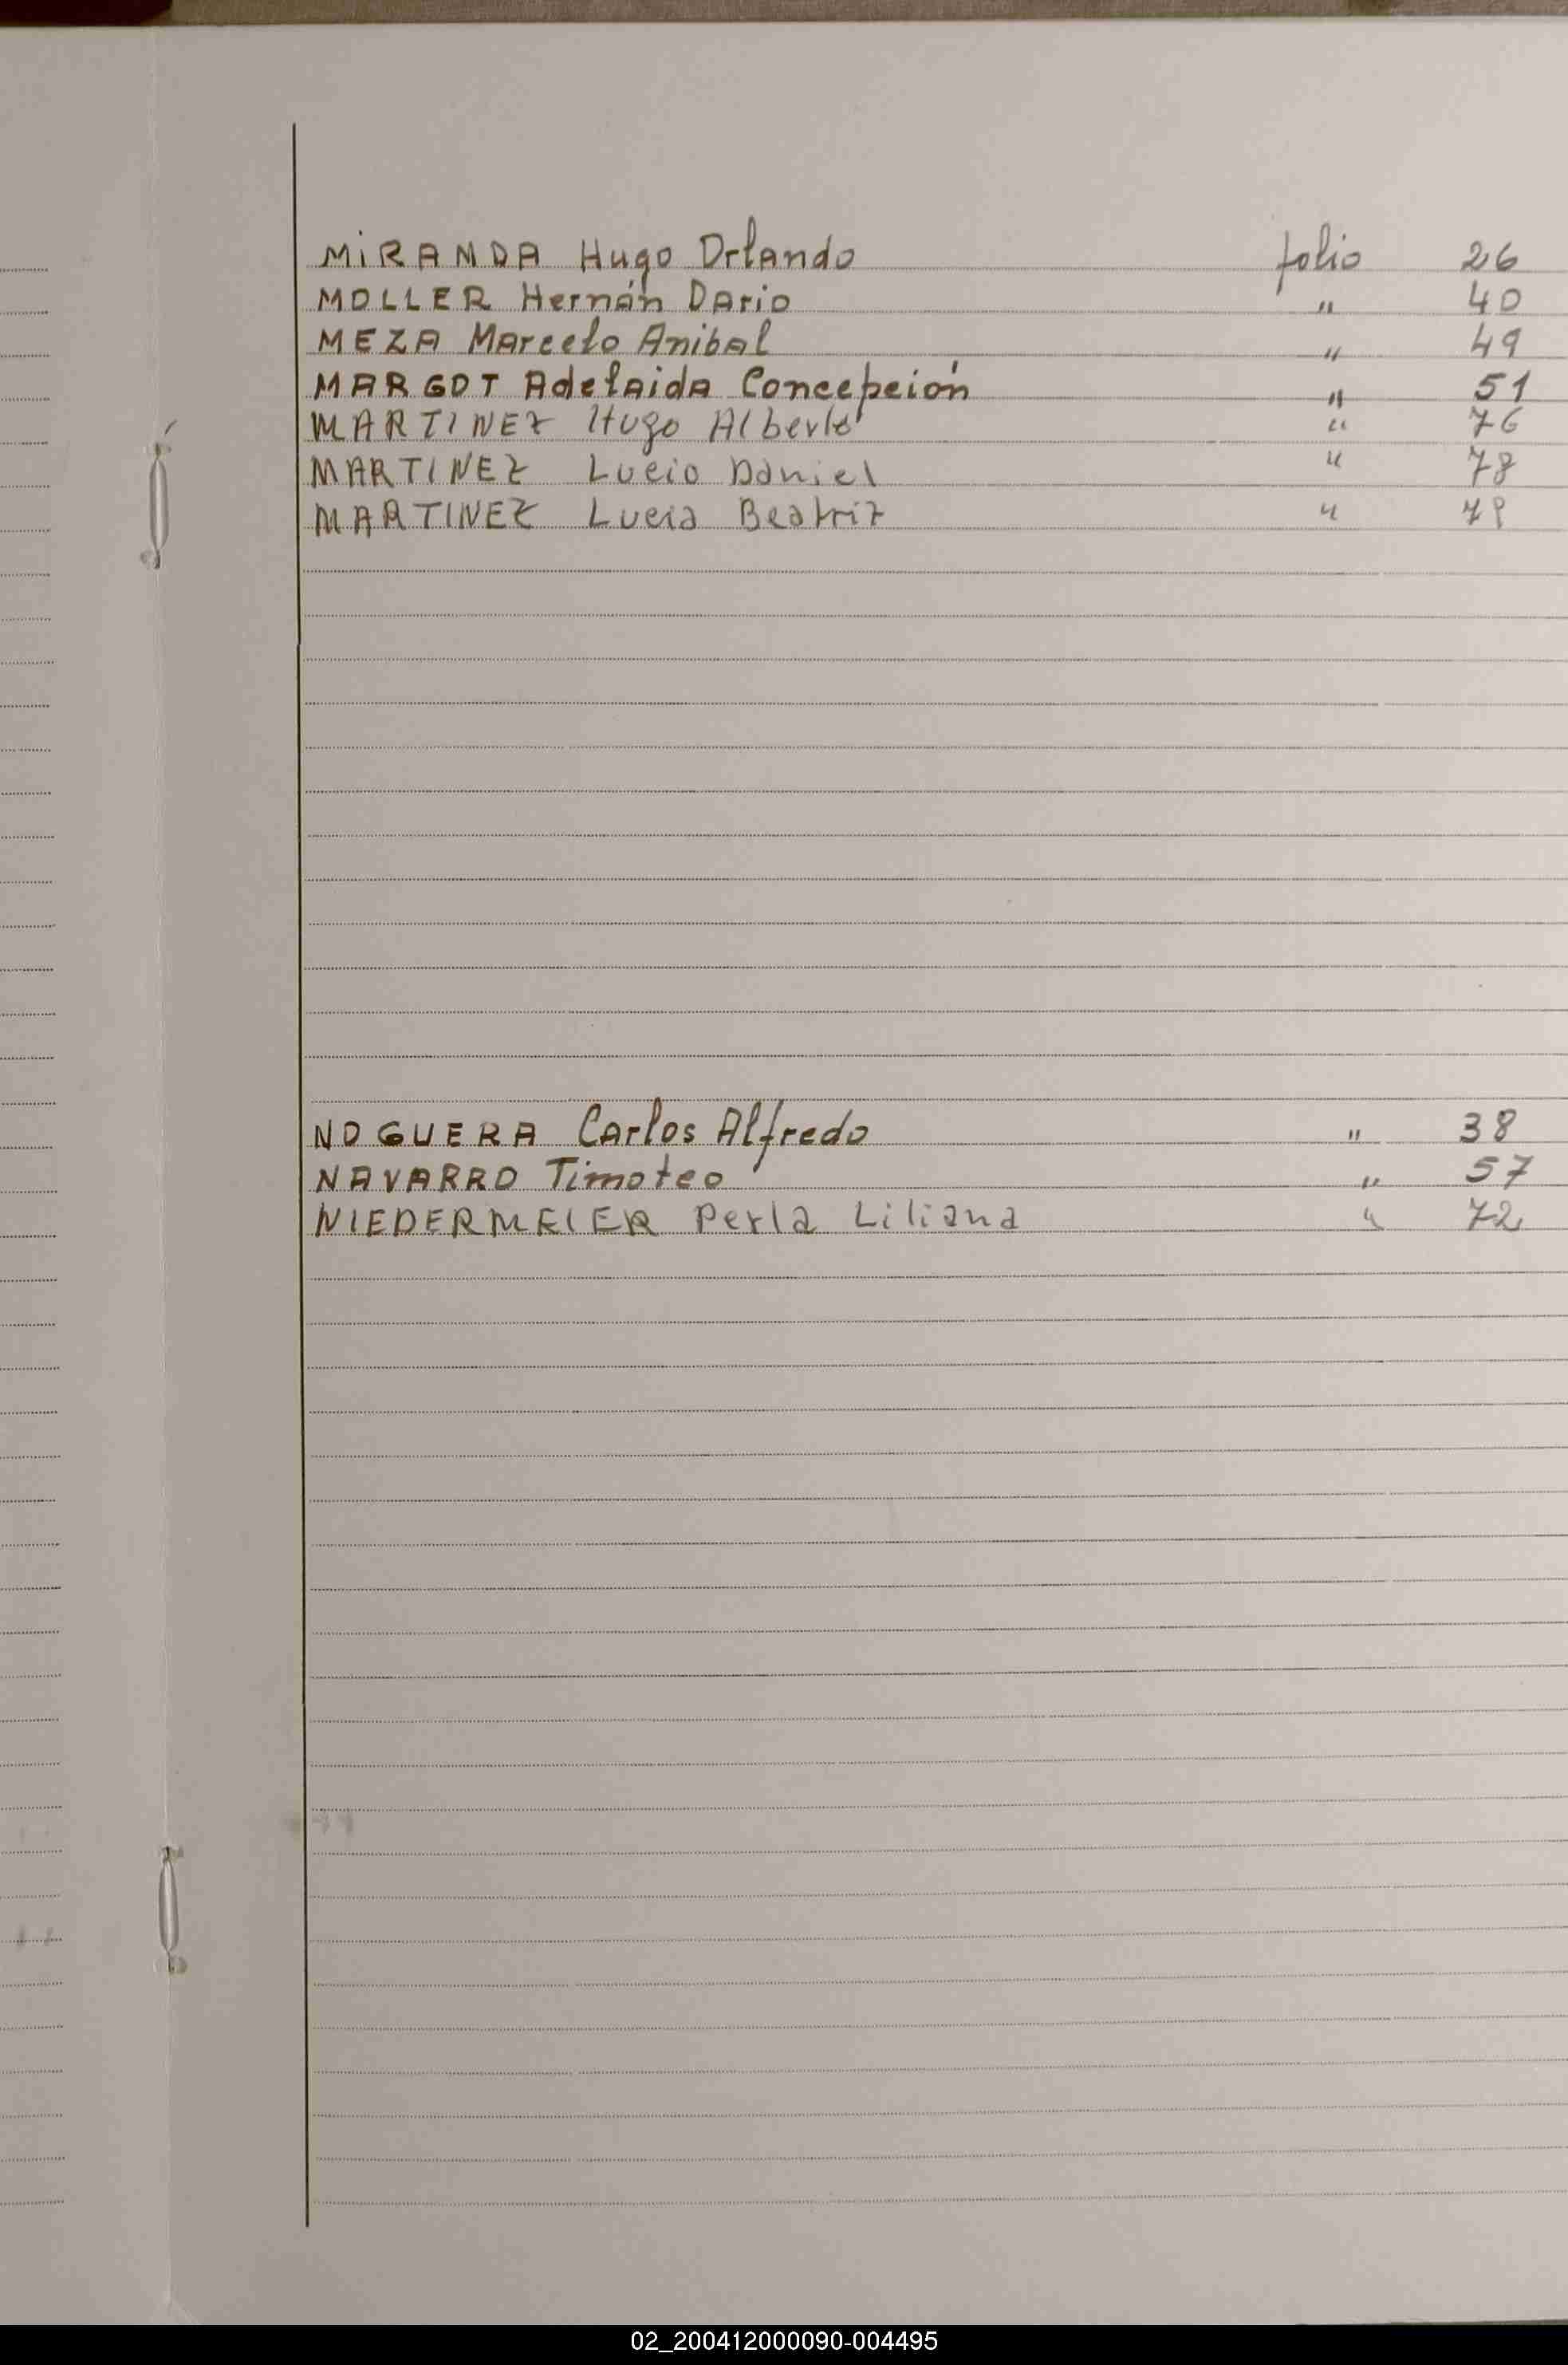 MiRANDA Hugo Orlando folio 26
MOLLER Hernán Dario " 40
MEZA Marcelo Anibal " 49
MARGOT Adelaida Concepción " 51
MARTINEZ Hugo Alberto " 76
MARTINEZ Lucio Daniel " 78
MARTINEZ Lucia Beatriz " 79
NOGUERA Carlos Alfredo " 38
NAVARRO Timoteo " 57
NIEDERMEIER Perla Liliana " 72
02_200412000090-004495